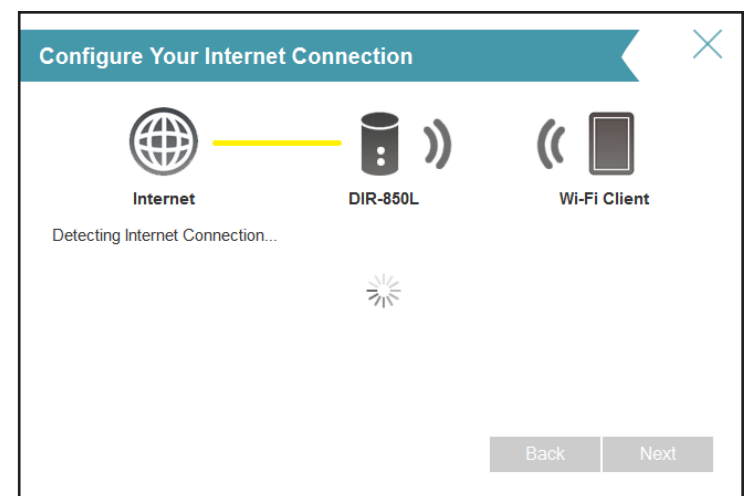 Configure Your Internet Connection
Internet
DIR-850L
Wi-Fi Client
Detecting Internet Connection...
Back
Next